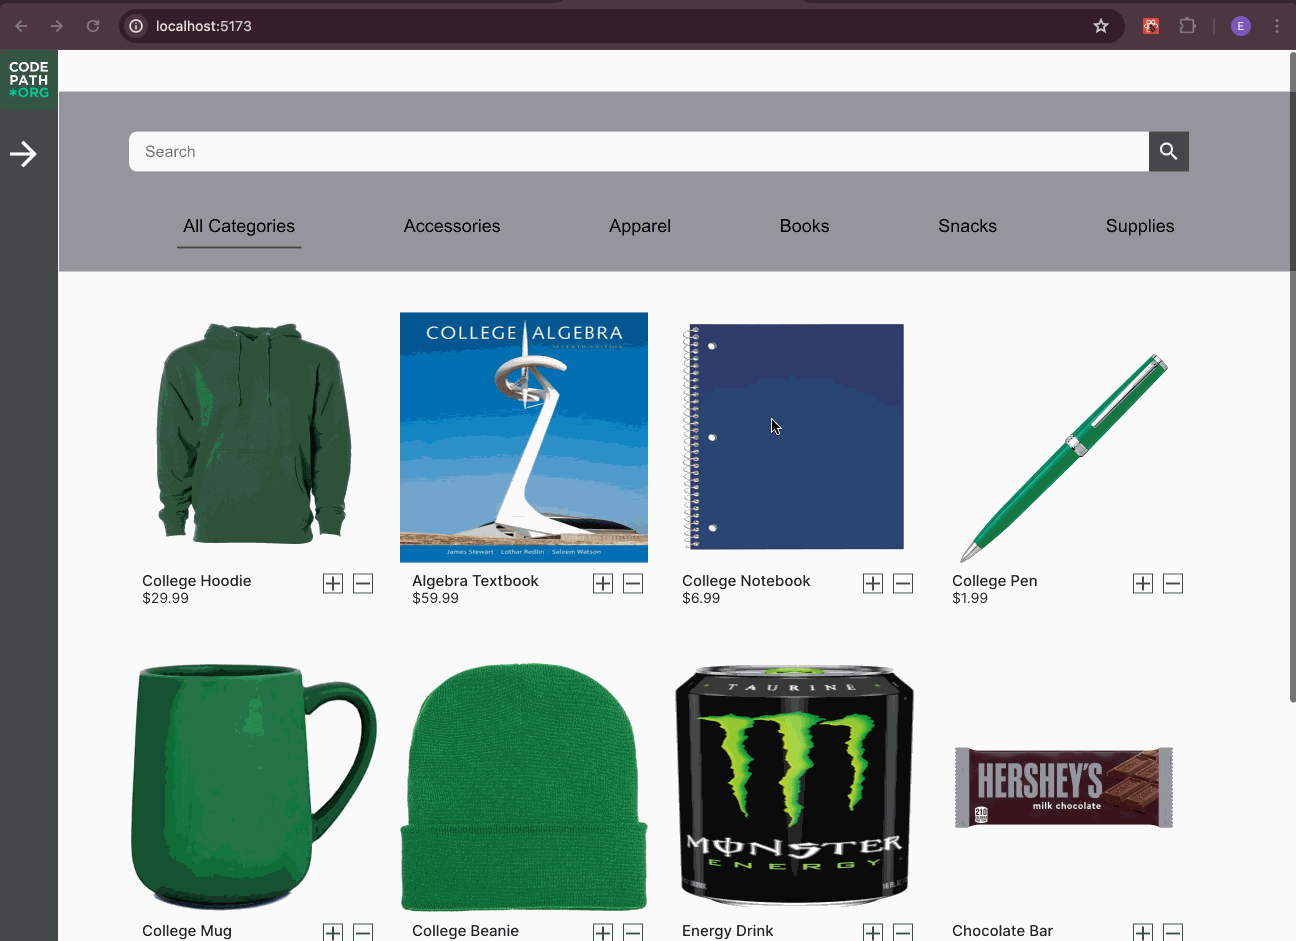 localhost:5173
E
CODE
PATH
*ORG
Search
All Categories
Accessories
Apparel
Books
Snacks
Supplies
COLLEGE ALGEBRA
James Stewart Lothar Redlin Saleem Watson
College Hoodie
$29.99
Algebra Textbook
$59.99
College Notebook
$6.99
College Pen
$1.99
TAURINE
MONSTER
ENERGY
HERSHEY'S
milk chocolate
210
College Mug
College Beanie
Energy Drink
Chocolate Bar